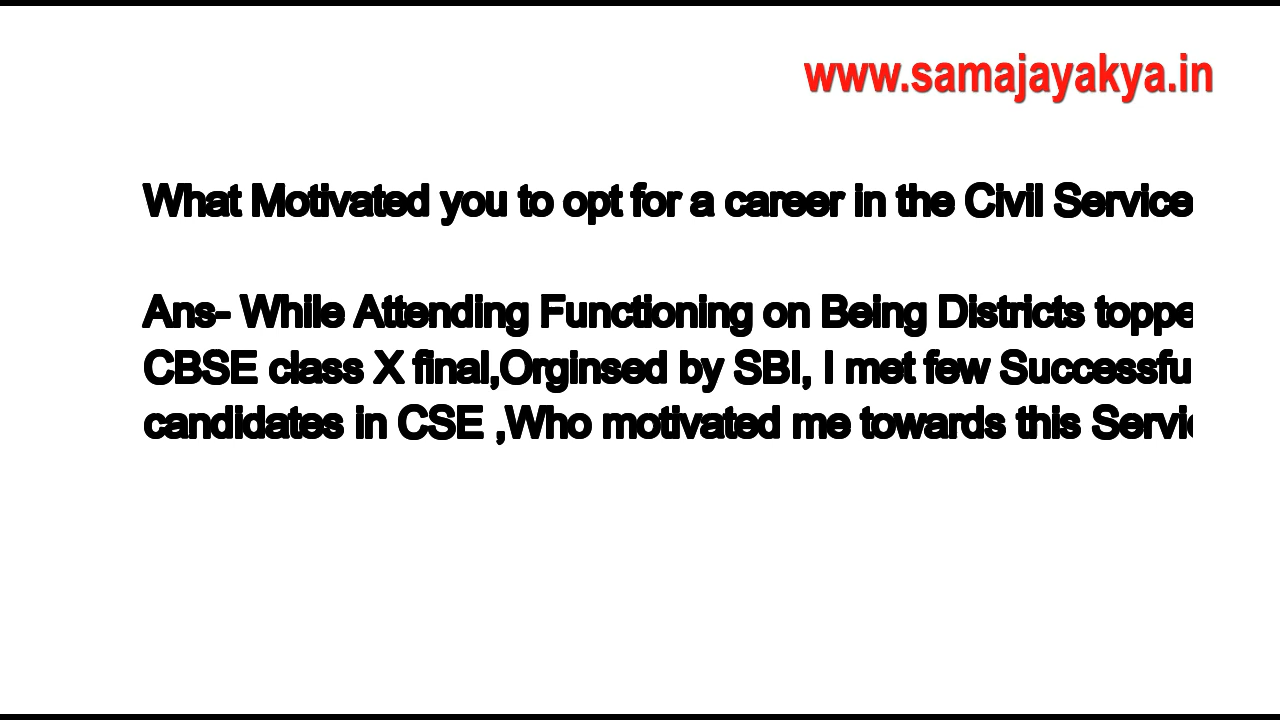 www.samajayakya.in
What Motivated you to opt for a career in the Civil Service
Ans- While Attending Functioning on Being Districts toppe
CBSE class X final,Orginsed by SBI, I met few Successfu
candidates in CSE ,Who motivated me towards this Servic